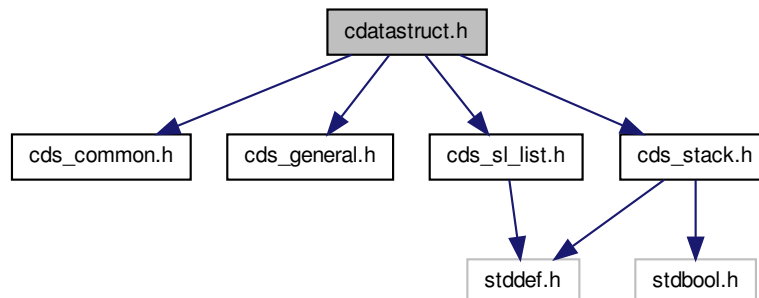 cdatastruct.h
cds_common.h
cds_general.h
cds_sl_list.h
cds_stack.h
stddef.h
stdbool.h